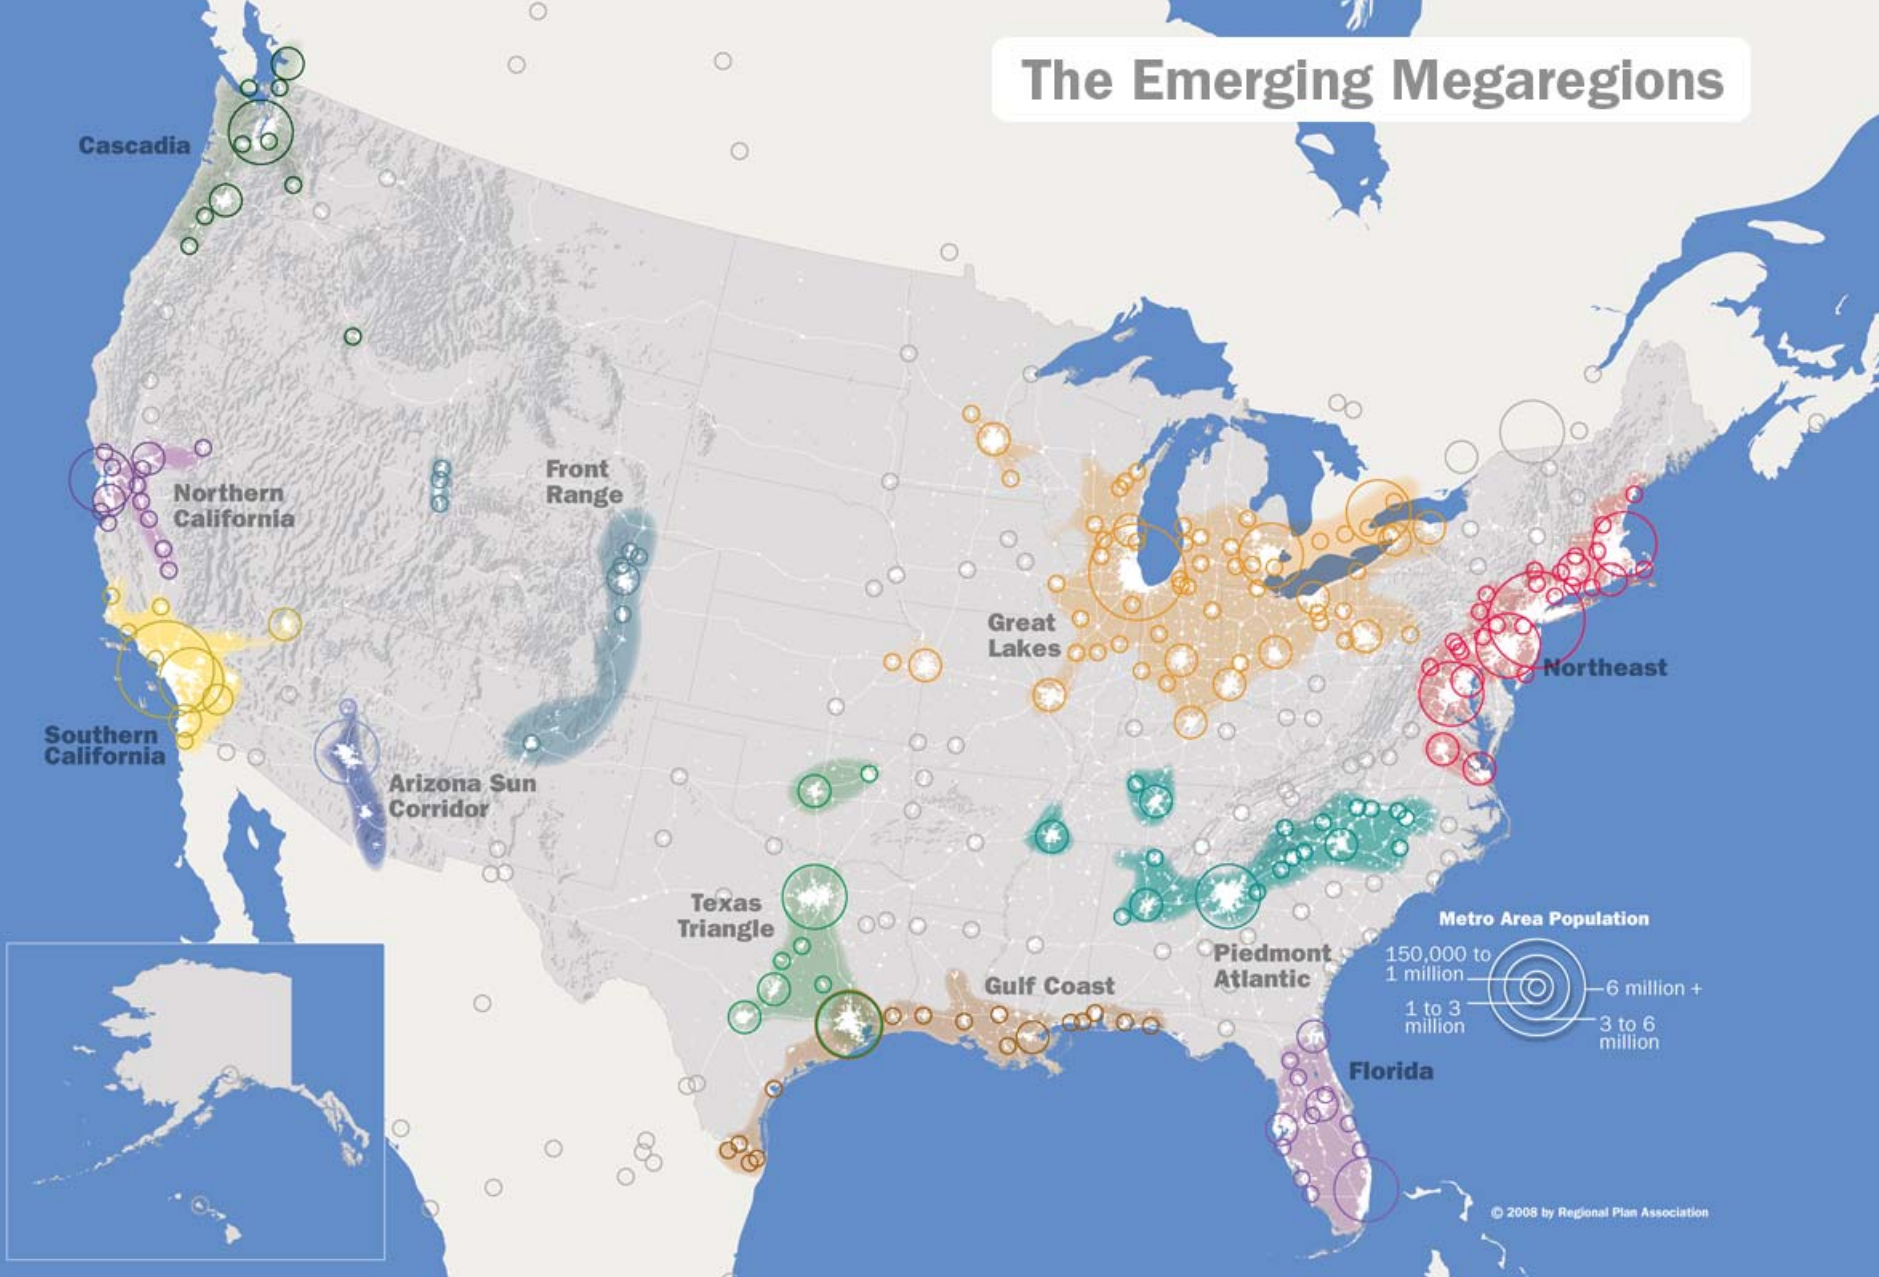 The Emerging Megaregions
Cascadia
Front
Range
Northern
California
Great
Lakes
Northeast
Southern
California
Arizona Sun
Corridor
Texas
Triangle
Gulf Coast
Piedmont
Atlantic
Metro Area Population
150,000 to
1 million
6 million +
1 to 3
million
3 to 6
million
Florida
© 2008 by Regional Plan Association